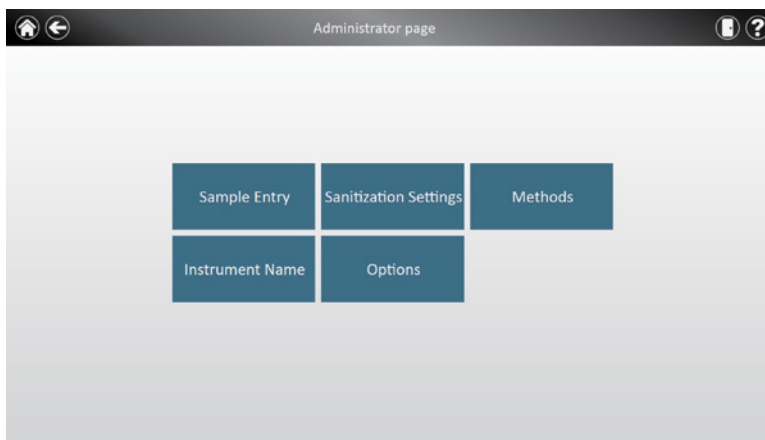 Administrator page
?
Sample Entry
Sanitization Settings
Methods
Instrument Name
Options